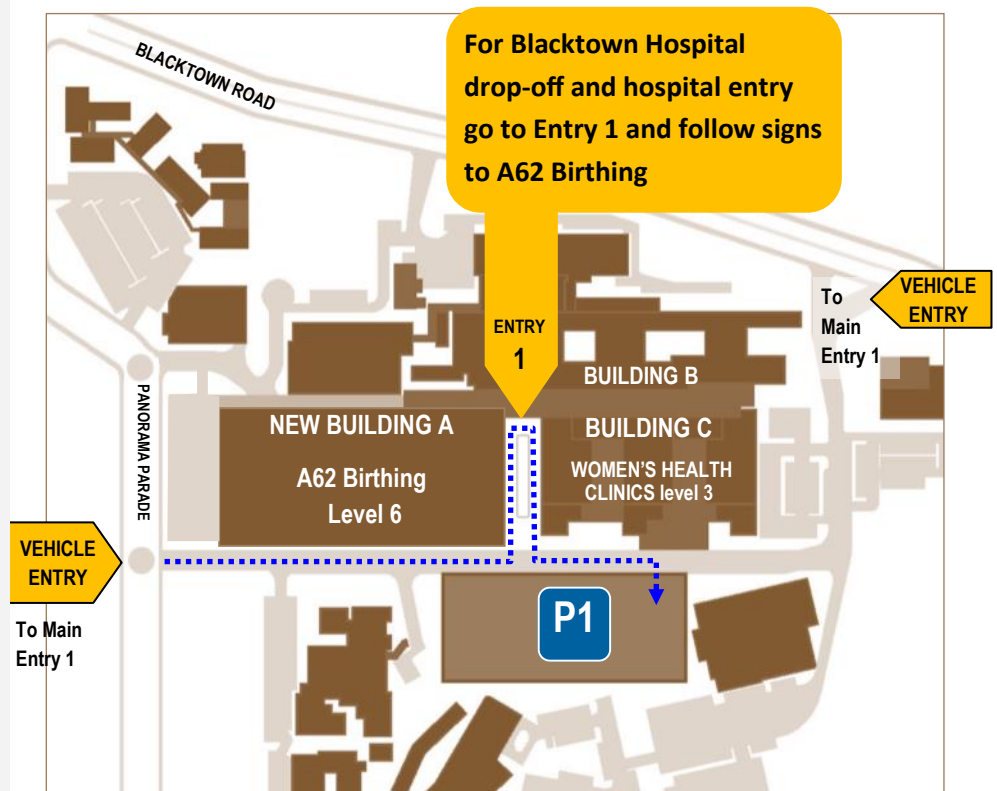 BLACKTOWN ROAD
For Blacktown Hospital
drop-off and hospital entry
go to Entry 1 and follow signs
to A62 Birthing
VEHICLE
ENTRY
To
Main
Entry 1
ENTRY
1
BUILDING B
PANORAMA PARADE
NEW BUILDING A
A62 Birthing
Level 6
BUILDING C
WOMEN'S HEALTH
CLINICS level 3
VEHICLE
ENTRY
To Main
Entry 1
P1